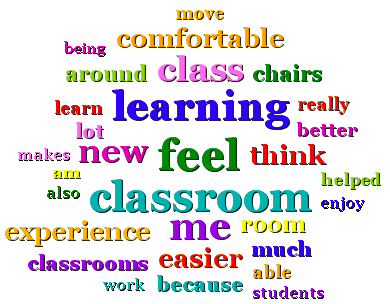 move
being comfortable
around class chairs
learn learning really
lot better
makes new feel think
am helped
also classroom enjoy
experience me room
classrooms easier much
able
work because students